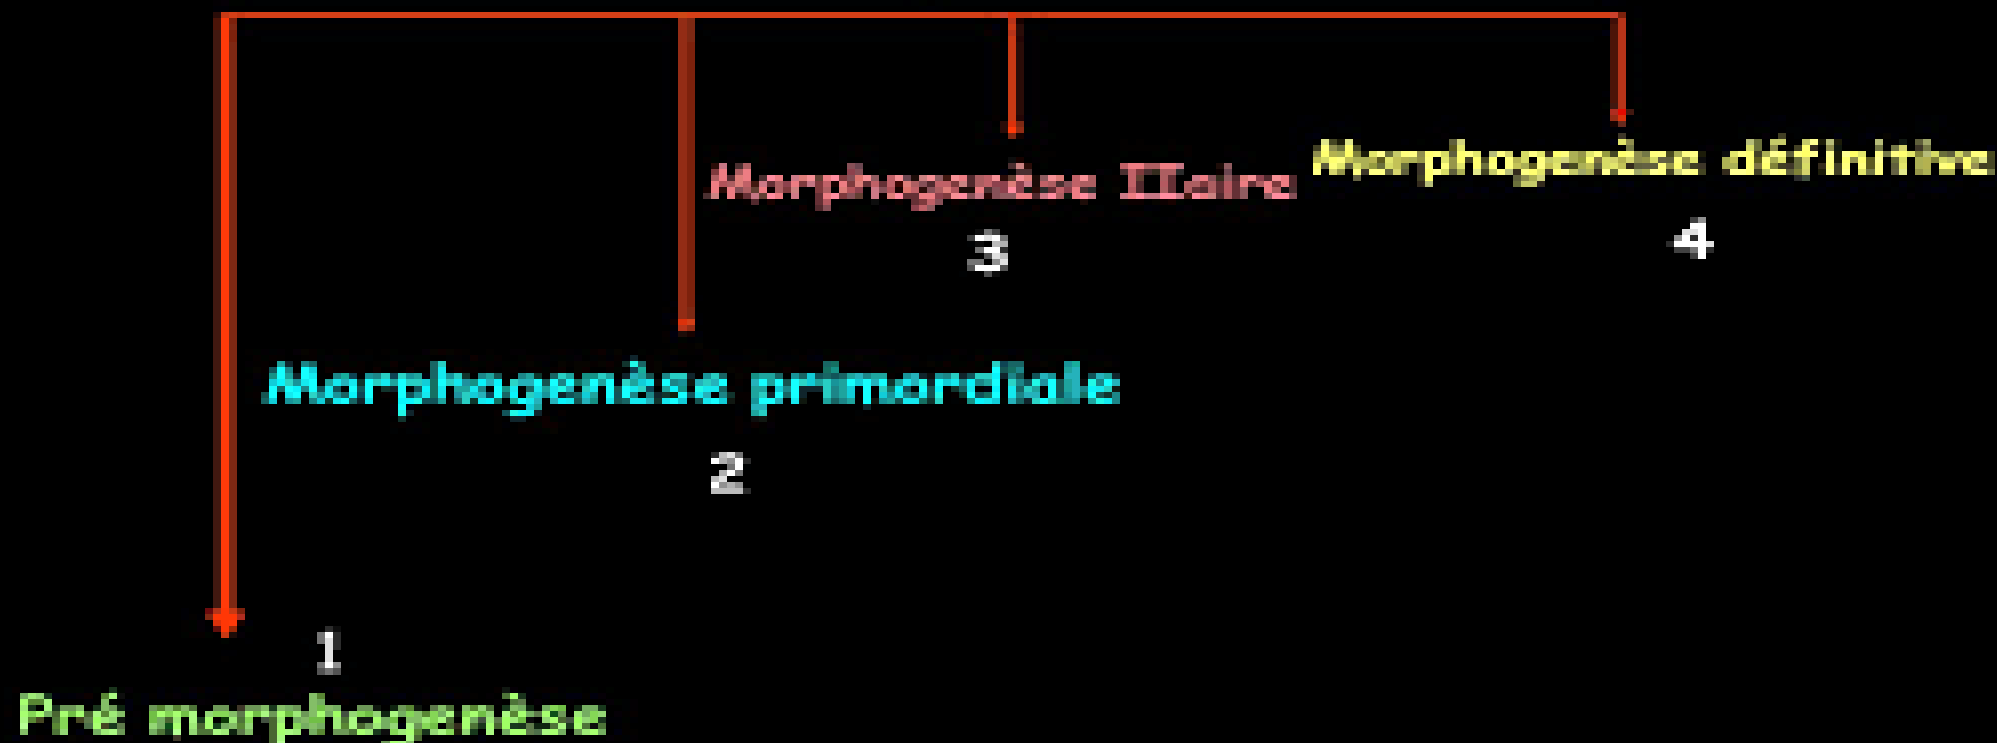 Morphogenèse définitive
Morphogenèse IIaire
4
3
Morphogenèse primordiale
2
1
Pré morphogenèse